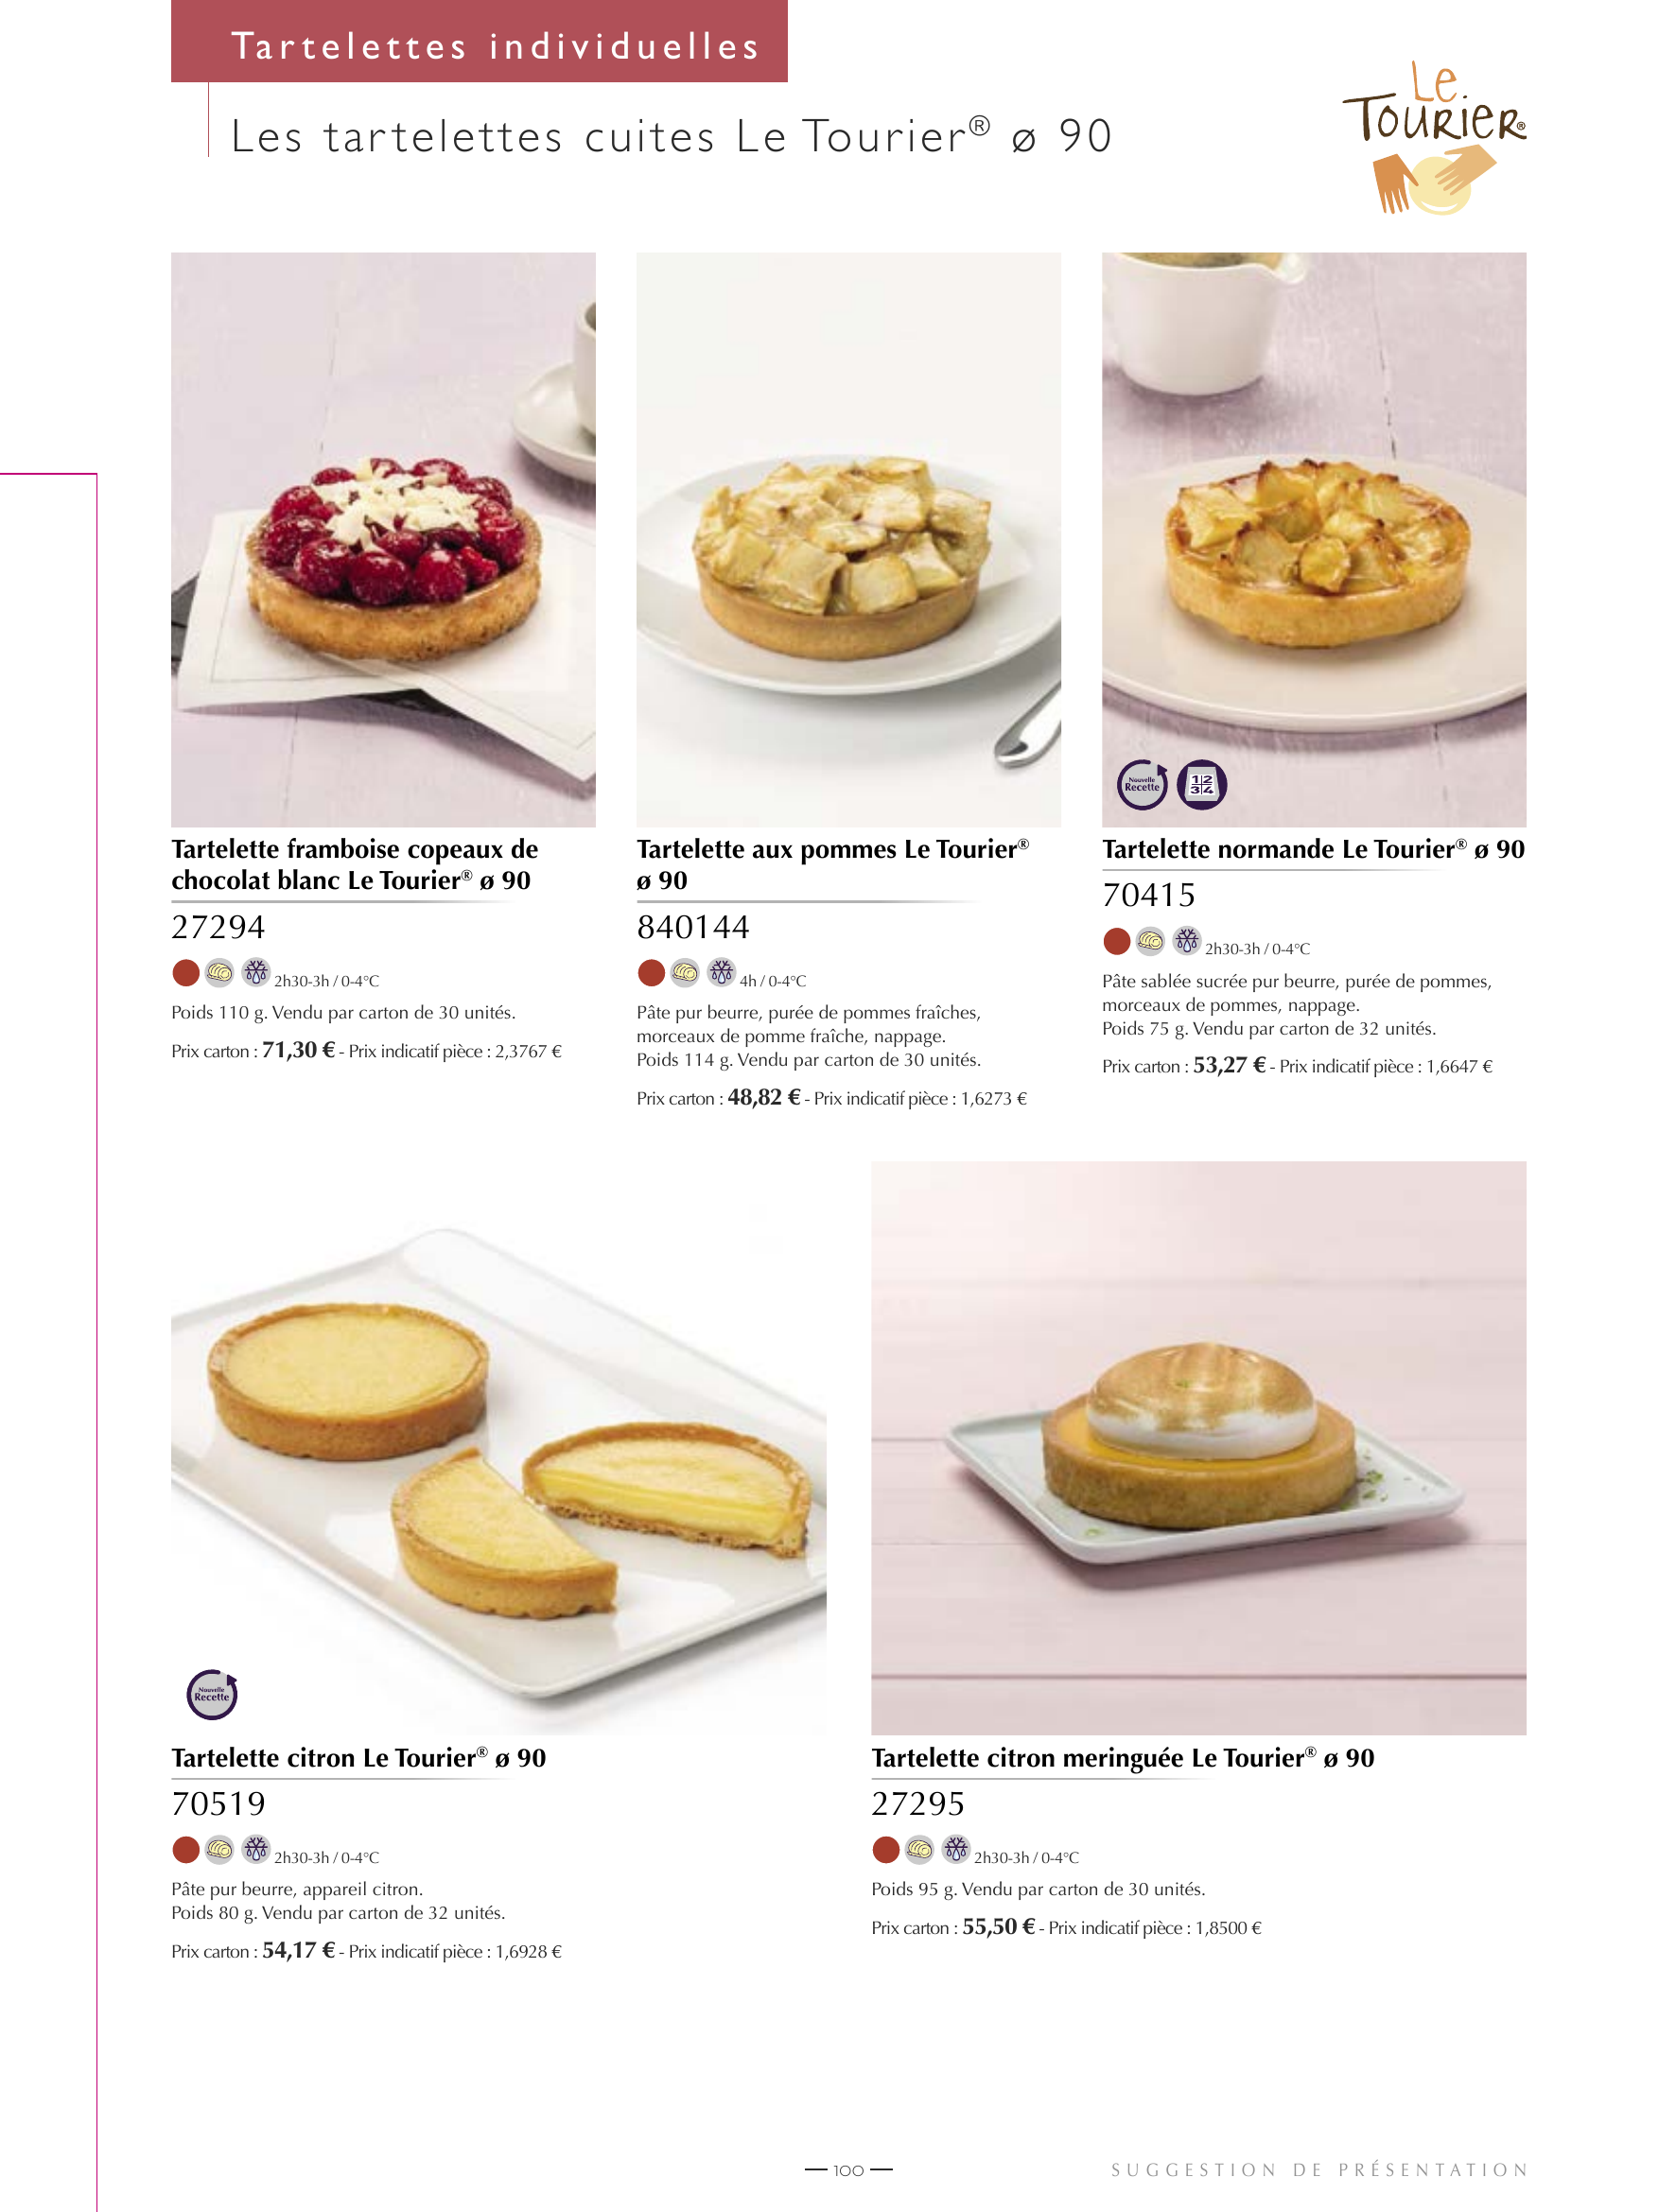 Tartelettes individuelles
Les tartelettes cuites Le Tourier® ø 90
Le
Tourier®
Nouvelle
Recette
1 2
3 4
Tartelette framboise copeaux de
chocolat blanc Le Tourier® ø 90
27294
2h30-3h / 0-4°C
Poids 110 g. Vendu par carton de 30 unités.
Prix carton : 71,30 € - Prix indicatif pièce : 2,3767 €
Tartelette aux pommes Le Tourier®
ø 90
840144
4h / 0-4°C
Pâte pur beurre, purée de pommes fraîches,
morceaux de pomme fraîche, nappage.
Poids 114 g. Vendu par carton de 30 unités.
Prix carton : 48,82 € - Prix indicatif pièce : 1,6273 €
Tartelette normande Le Tourier® ø 90
70415
2h30-3h / 0-4°C
Pâte sablée sucrée pur beurre, purée de pommes,
morceaux de pommes, nappage.
Poids 75 g. Vendu par carton de 32 unités.
Prix carton : 53,27 € - Prix indicatif pièce : 1,6647 €
Nouvelle
Recette
Tartelette citron Le Tourier® ø 90
70519
2h30-3h / 0-4°C
Pâte pur beurre, appareil citron.
Poids 80 g. Vendu par carton de 32 unités.
Prix carton : 54,17 € - Prix indicatif pièce : 1,6928 €
Tartelette citron meringuée Le Tourier® ø 90
27295
2h30-3h / 0-4°C
Poids 95 g. Vendu par carton de 30 unités.
Prix carton : 55,50 € - Prix indicatif pièce : 1,8500 €
100
SUGGESTION DE PRÉSENTATION